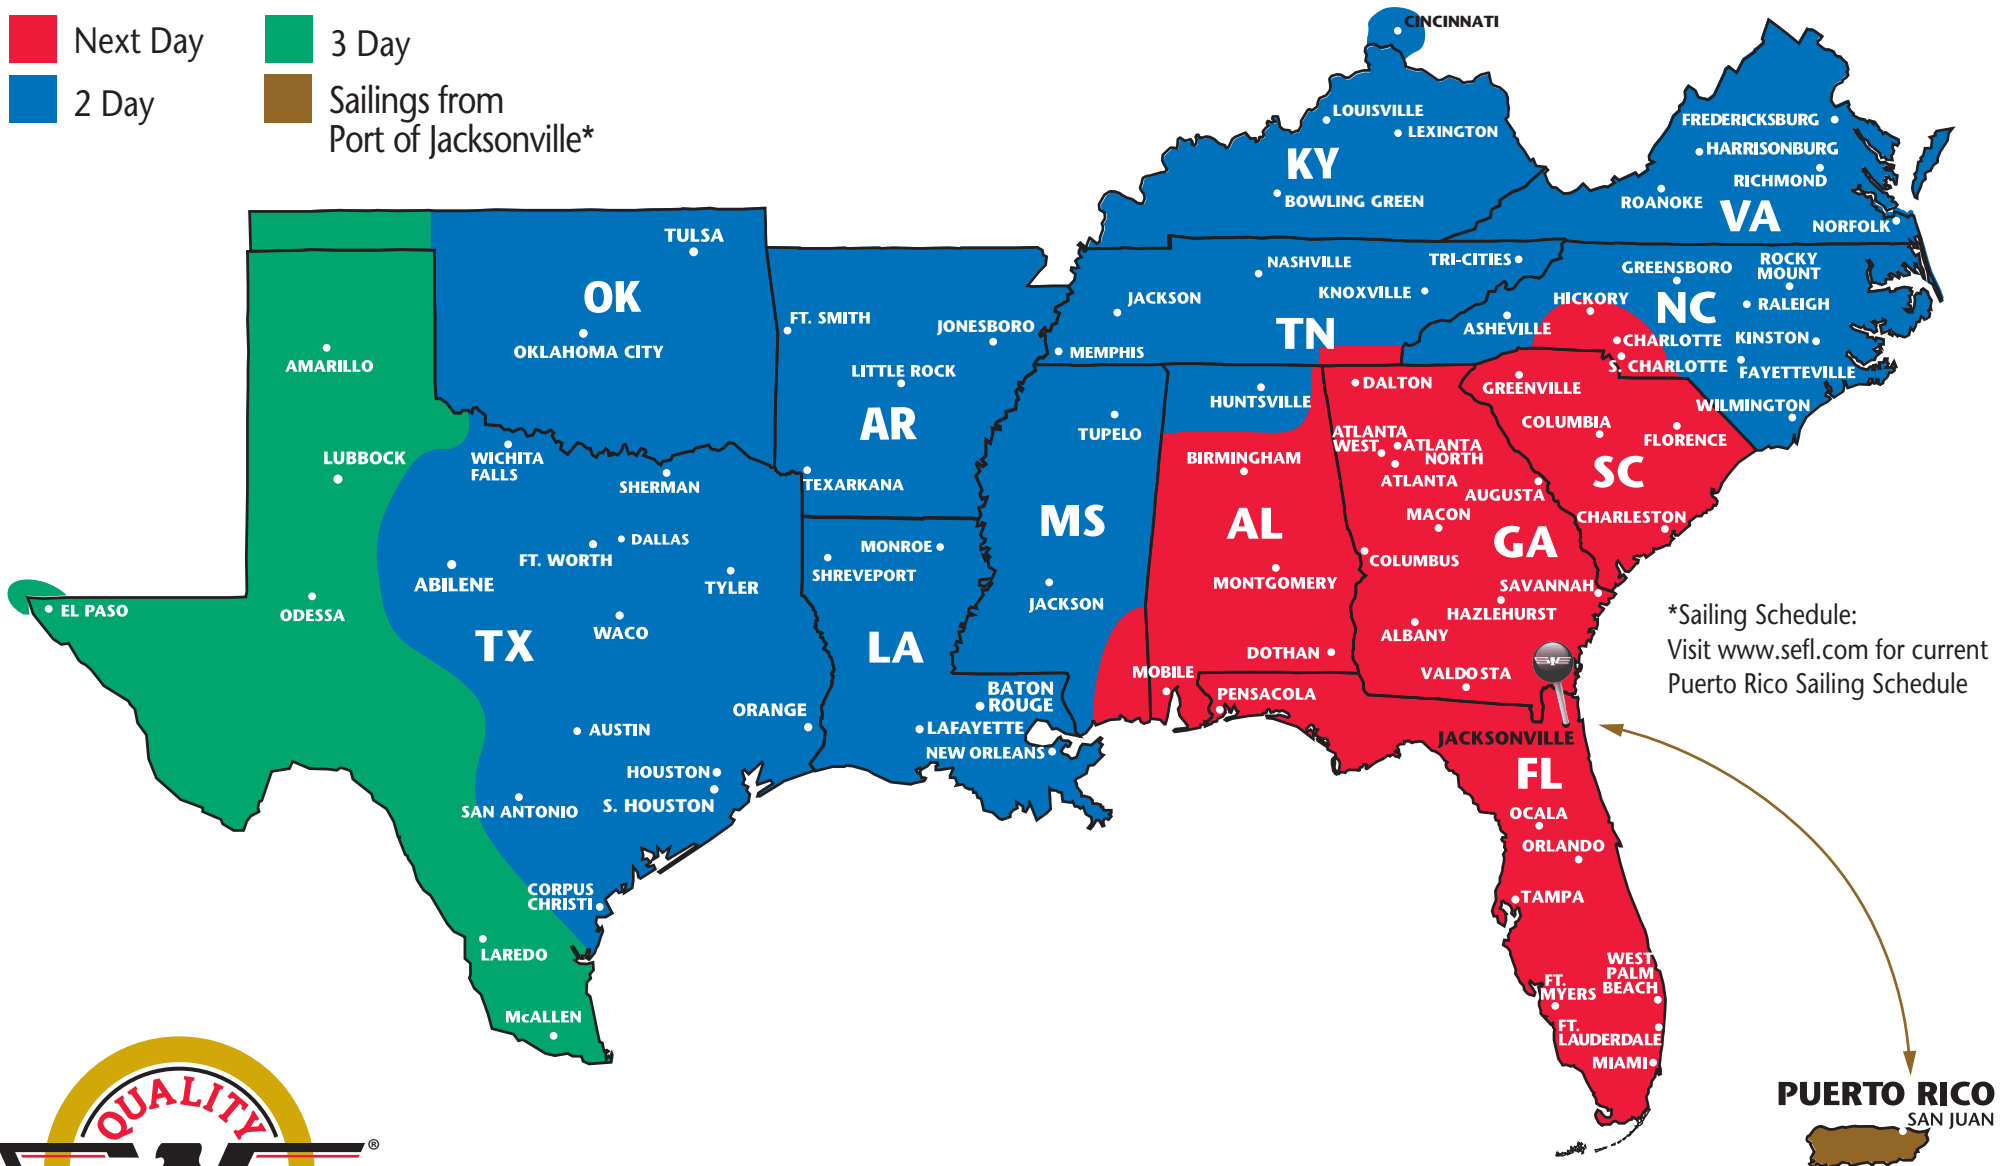 Next Day
2 Day
3 Day
Sailings from
Port of Jacksonville*
CINCINNATI
LOUISVILLE
LEXINGTON
KY
BOWLING GREEN
FREDERICKSBURG
HARRISONBURG
RICHMOND
ROANOKE
VA
NORFOLK
TULSA
OK
OKLAHOMA CITY
FT. SMITH
JONESBORO
LITTLE ROCK
AR
TEXARKANA
NASHVILLE
TRI-CITIES
KNOXVILLE
JACKSON
TN
MEMPHIS
GREENSBORO
ROCKY
MOUNT
HICKORY
NC
RALEIGH
ASHEVILLE
CHARLOTTE
KINSTON
S. CHARLOTTE
FAYETTEVILLE
WILMINGTON
AMARILLO
LUBBOCK
WICHITA
FALLS
SHERMAN
DALLAS
FT. WORTH
ABILENE
TYLER
EL PASO
ODESSA
WACO
TX
AUSTIN
ORANGE
HOUSTON
S. HOUSTON
SAN ANTONIO
CORPUS
CHRISTI
LAREDO
McALLEN
MONROE
SHREVEPORT
LA
BATON
ROUGE
LAFAYETTE
NEW ORLEANS
TUPELO
MS
JACKSON
HUNTSVILLE
BIRMINGHAM
AL
MONTGOMERY
DOTHAN
MOBILE
DALTON
ATLANTA
WEST
ATLANTA
NORTH
ATLANTA
AUGUSTA
MACON
GA
COLUMBUS
SAVANNAH
HAZLEHURST
ALBANY
VALDOSTA
GREENVILLE
COLUMBIA
FLORENCE
SC
CHARLESTON
PENSACOLA
JACKSONVILLE
FL
OCALA
ORLANDO
TAMPA
WEST
PALM
BEACH
FT.
MYERS
FT.
LAUDERDALE
MIAMI
*Sailing Schedule:
Visit www.sefl.com for current
Puerto Rico Sailing Schedule
PUERTO RICO
SAN JUAN
QUALITY
®